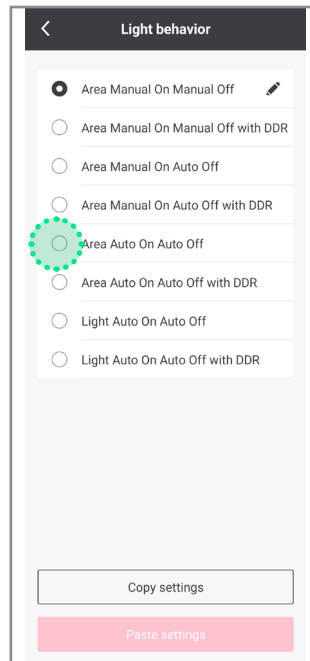 Light behavior
Area Manual On Manual Off
Area Manual On Manual Off with DDR
Area Manual On Auto Off
Area Manual On Auto Off with DDR
Area Auto On Auto Off
Area Auto On Auto Off with DDR
Light Auto On Auto Off
Light Auto On Auto Off with DDR
Copy settings
Paste settings